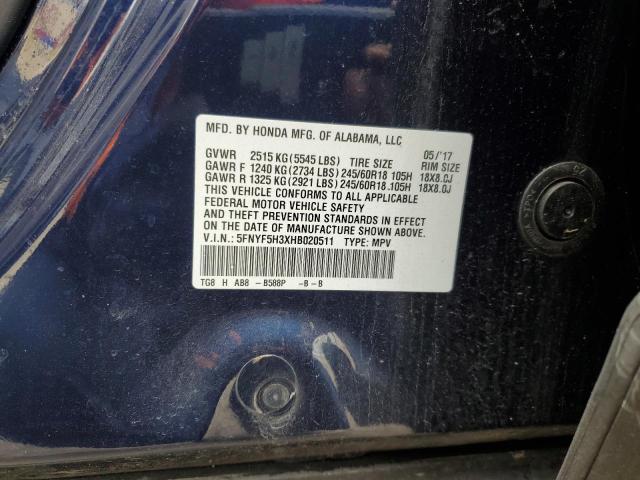 MFD. BY HONDA MFG. OF ALABAMA, LLC
05/'17
GVWR 2515 KG (5545 LBS) TIRE SIZE RIM SIZE
GAWR F 1240 KG (2734 LBS) 245/60R18 105H 18X8.0J
GAWR R 1325 KG (2921 LBS) 245/60R18 105H 18X8.0J
THIS VEHICLE CONFORMS TO ALL APPLICABLE
FEDERAL MOTOR VEHICLE SAFETY
AND THEFT PREVENTION STANDARDS IN EFFECT
ON THE DATE OF MANUFACTURE SHOWN ABOVE.
V.I.N.: 5FNYF5H3XHB020511 TYPE: MPV
TG8 H AB8 -B588P -B-B